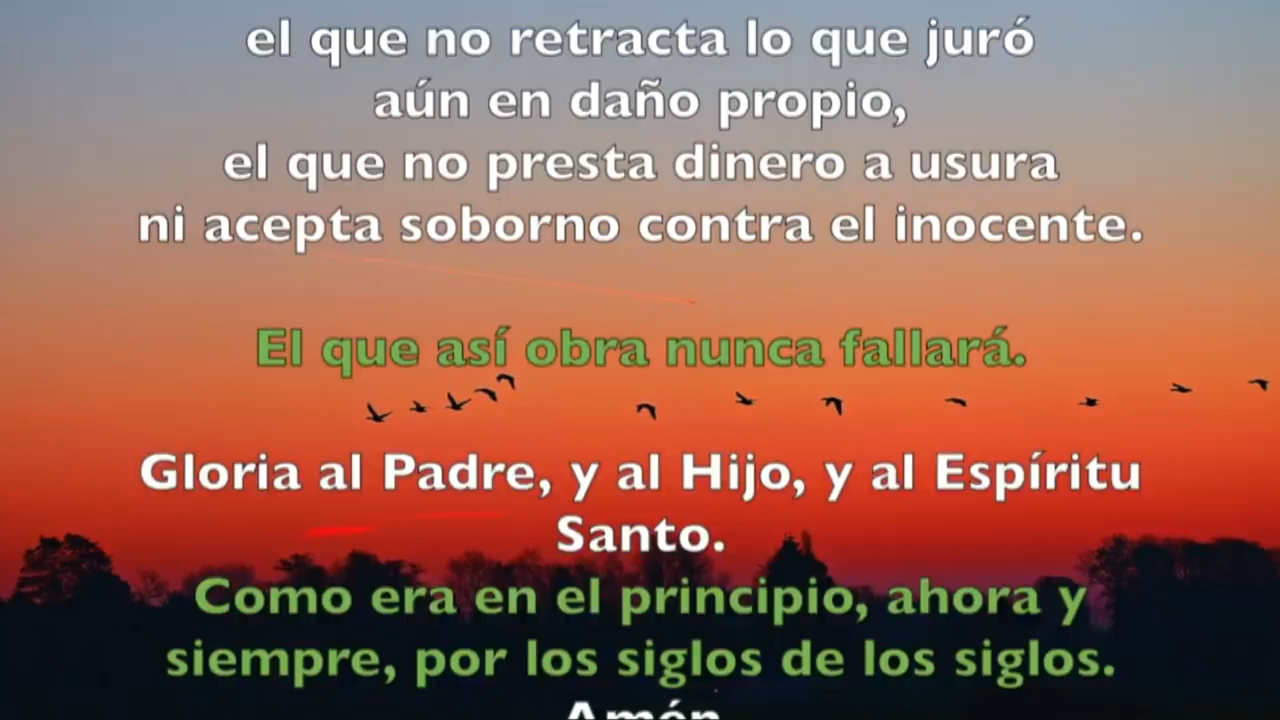 el que no retracta lo que juró
aún en daño propio,
el que no presta dinero a usura
ni acepta soborno contra el inocente.
El que así obra nunca fallará.
Gloria al Padre, y al Hijo, y al Espíritu
Santo.
Como era en el principio, ahora y
siempre, por los siglos de los siglos.
Amén